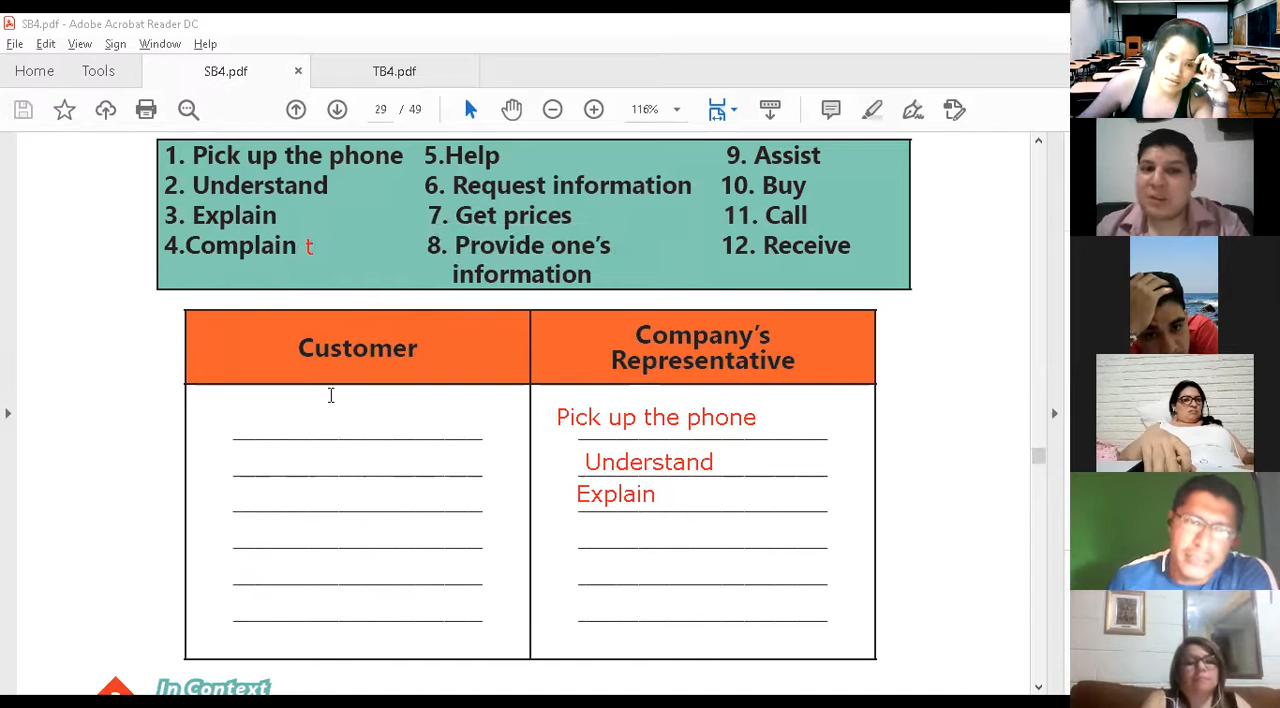 SB4.pdf - Adobe Acrobat Reader DC
File Edit View Sign Window Help
Home Tools SB4.pdf × TB4.pdf
29 / 49 116%
1. Pick up the phone 5.Help 9. Assist
2. Understand 6. Request information 10. Buy
3. Explain 7. Get prices 11. Call
4.Complain t 8. Provide one's 12. Receive
information
Customer Company's
Representative
Pick up the phone
Understand
Explain
In Context